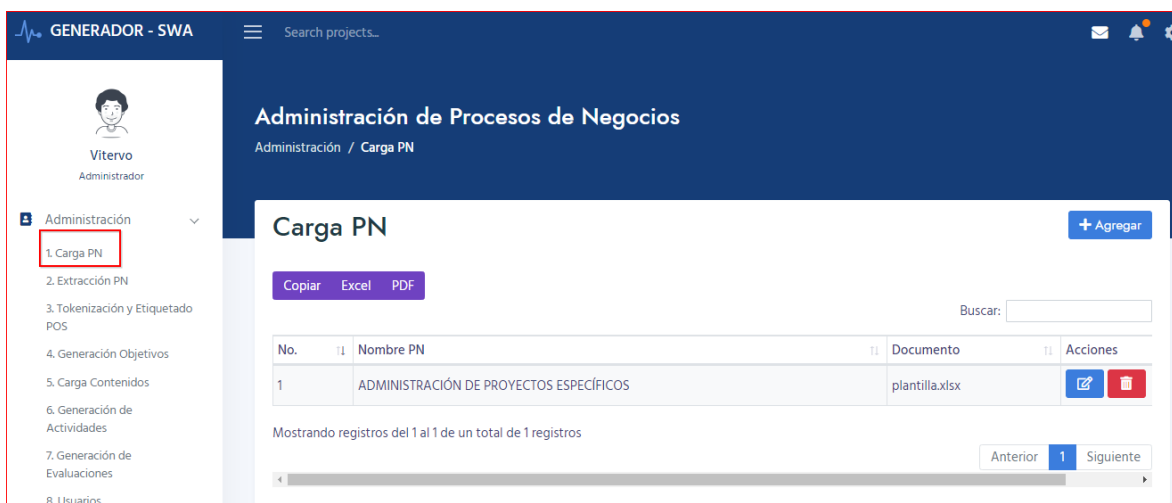 GENERADOR - SWA
Search projects...
Vitervo
Administrador
Administración
1. Carga PN
2. Extracción PN
3. Tokenización y Etiquetado
POS
4. Generación Objetivos
5. Carga Contenidos
6. Generación de
Actividades
7. Generación de
Evaluaciones
8. Usuarios
Administración de Procesos de Negocios
Administración / Carga PN
Carga PN
+ Agregar
Copiar Excel PDF
Buscar:
No. Nombre PN Documento Acciones
1 ADMINISTRACIÓN DE PROYECTOS ESPECÍFICOS plantilla.xlsx
Mostrando registros del 1 al 1 de un total de 1 registros
Anterior 1 Siguiente